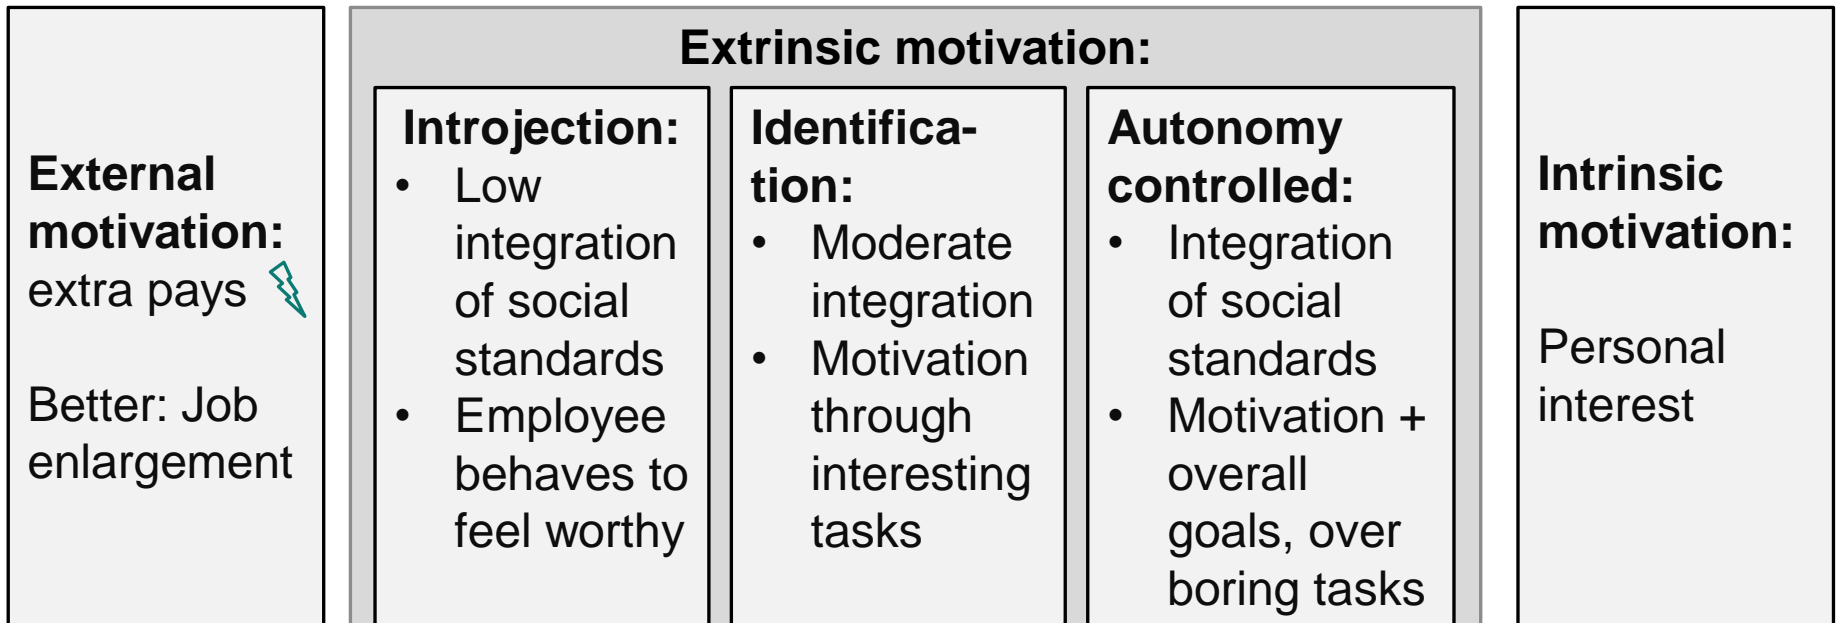 External
motivation:
extra pays
Better: Job
enlargement
Extrinsic motivation:
Introjection:
• Low
integration
of social
standards
• Employee
behaves to
feel worthy
Identifica-
tion:
• Moderate
integration
• Motivation
through
interesting
tasks
Autonomy
controlled:
• Integration
of social
standards
• Motivation +
overall
goals, over
boring tasks
Intrinsic
motivation:
Personal
interest